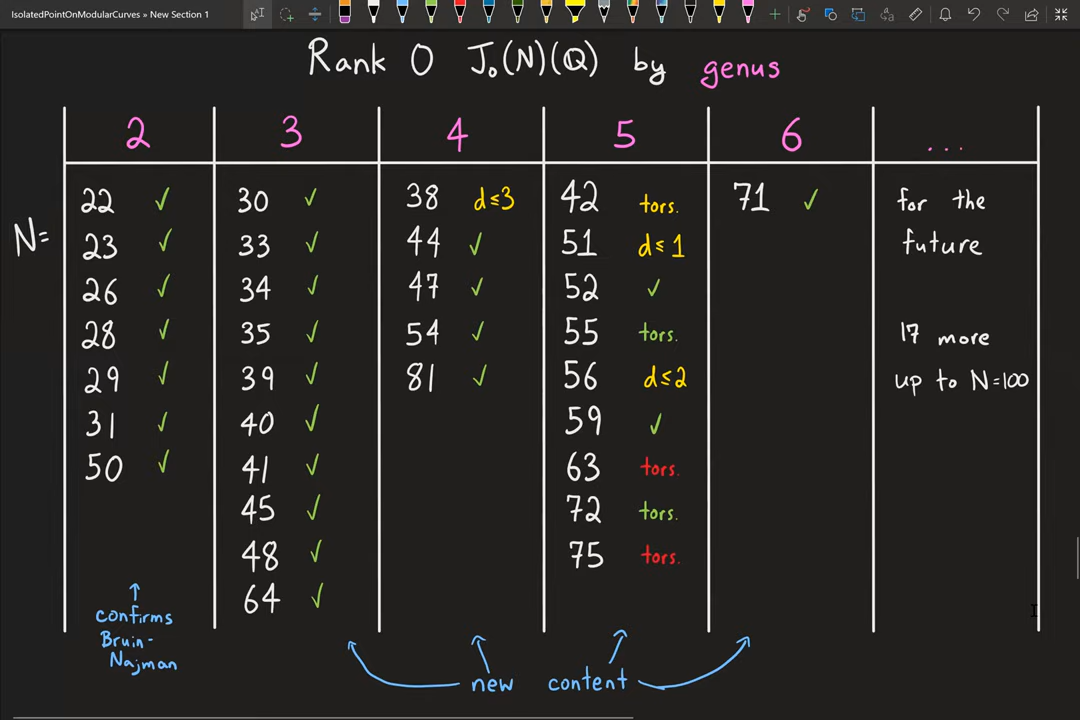 IsolatedPointOnModularCurves » New Section 1
Rank 0 J₀(N)(Q) by genus
2 3 4 5 6 ...
N=
22 ✓ 30 ✓ 38 d≤3 42 tors. 71 ✓ for the
23 ✓ 33 ✓ 44 ✓ 51 d≤1 future
26 ✓ 34 ✓ 47 ✓ 52 ✓
28 ✓ 35 ✓ 54 ✓ 55 tors. 17 more
29 ✓ 39 ✓ 81 ✓ 56 d≤2 up to N=100
31 ✓ 40 ✓ 59 ✓
50 ✓ 41 ✓ 63 tors.
45 ✓ 72 tors.
48 ✓ 75 tors.
64 ✓
confirms
Bruin-
Najman
new content